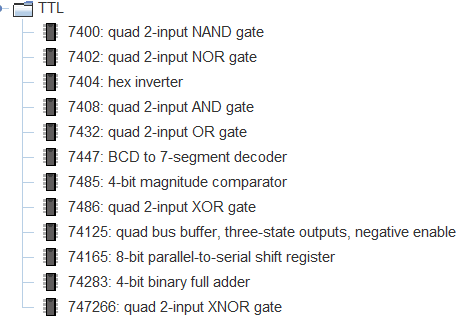 TTL
7400: quad 2-input NAND gate
7402: quad 2-input NOR gate
7404: hex inverter
7408: quad 2-input AND gate
7432: quad 2-input OR gate
7447: BCD to 7-segment decoder
7485: 4-bit magnitude comparator
7486: quad 2-input XOR gate
74125: quad bus buffer, three-state outputs, negative enable
74165: 8-bit parallel-to-serial shift register
74283: 4-bit binary full adder
747266: quad 2-input XNOR gate